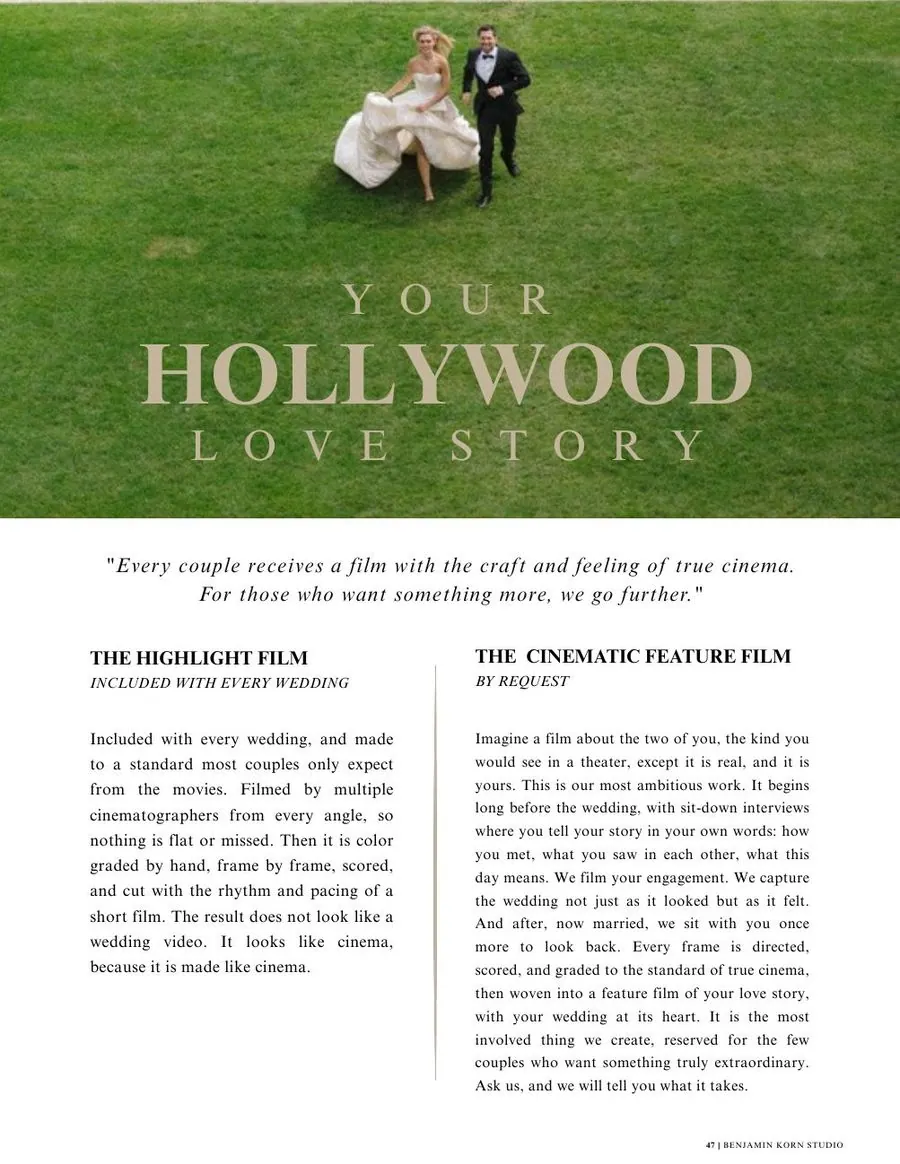 YOUR
HOLLYWOOD
LOVE STORY
"Every couple receives a film with the craft and feeling of true cinema.
For those who want something more, we go further."
THE HIGHLIGHT FILM
INCLUDED WITH EVERY WEDDING
Included with every wedding, and made
to a standard most couples only expect
from the movies. Filmed by multiple
cinematographers from every angle, so
nothing is flat or missed. Then it is color
graded by hand, frame by frame, scored,
and cut with the rhythm and pacing of a
short film. The result does not look like a
wedding video. It looks like cinema,
because it is made like cinema.
THE CINEMATIC FEATURE FILM
BY REQUEST
Imagine a film about the two of you, the kind you
would see in a theater, except it is real, and it is
yours. This is our most ambitious work. It begins
long before the wedding, with sit-down interviews
where you tell your story in your own words: how
you met, what you saw in each other, what this
day means. We film your engagement. We capture
the wedding not just as it looked but as it felt.
And after, now married, we sit with you once
more to look back. Every frame is directed,
scored, and graded to the standard of true cinema,
then woven into a feature film of your love story,
with your wedding at its heart. It is the most
involved thing we create, reserved for the few
couples who want something truly extraordinary.
Ask us, and we will tell you what it takes.
47 | BENJAMIN KORN STUDIO